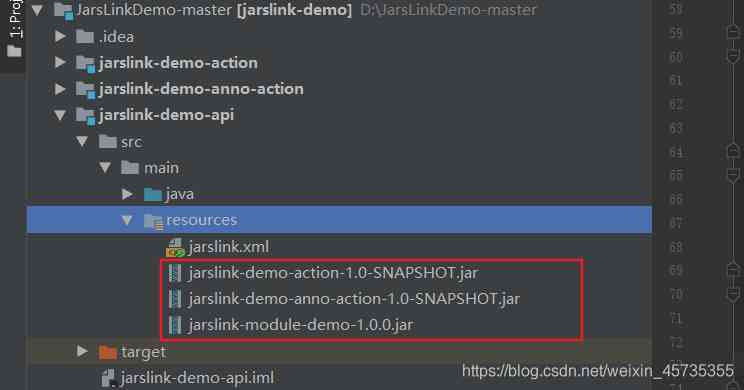 1: Project
JarsLinkDemo-master [jarslink-demo] D:\JarsLinkDemo-master
.idea
jarslink-demo-action
jarslink-demo-anno-action
jarslink-demo-api
src
main
java
resources
jarslink.xml
jarslink-demo-action-1.0-SNAPSHOT.jar
jarslink-demo-anno-action-1.0-SNAPSHOT.jar
jarslink-module-demo-1.0.0.jar
target
jarslink-demo-api.iml
58
59
60
61
62
63
64
65
66
67
68
69
70
71
72
73
https://blog.csdn.net/weixin_45735355